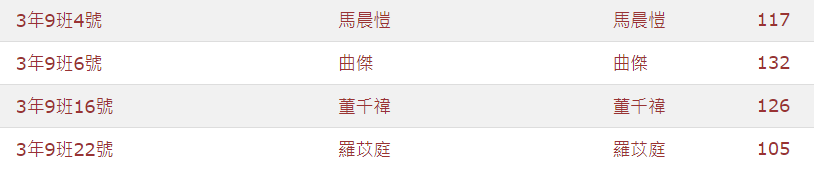 3年9班4號 馬晨愷 馬晨愷 117
3年9班6號 曲傑 曲傑 132
3年9班16號 董千禕 董千禕 126
3年9班22號 羅苡庭 羅苡庭 105